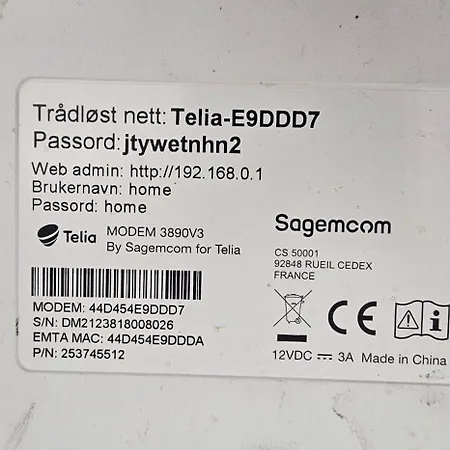 Trådløst nett: Telia-E9DDD7
Passord: jtywetnhn2
Web admin: http://192.168.0.1
Brukernavn: home
Passord: home
Telia
MODEM 3890V3
By Sagemcom for Telia
MODEM: 44D454E9DDD7
S/N: DM2123818008026
EMTA MAC: 44D454E9DDDA
P/N: 253745512
Sagemcom
CS 50001
92848 RUEIL CEDEX
FRANCE
CE
12VDC ⎓ 3A Made in China